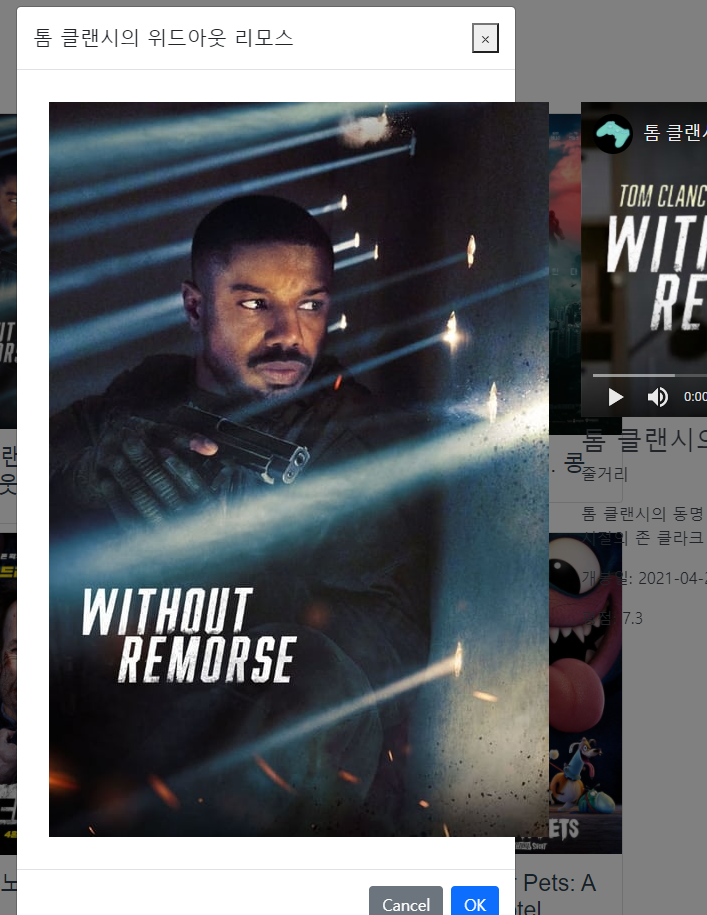 톰 클랜시의 위드아웃 리모스
×
톰 클랜시
TOM CLANC
WITH
RE
WITHOUT
REMORSE
0:00
톰 클랜시의
콩
줄거리
톰 클랜시의 동명
시절의 존 클라크
개봉일: 2021-04-2
평점: 7.3
ETS
Pets: A
tel
Cancel
OK